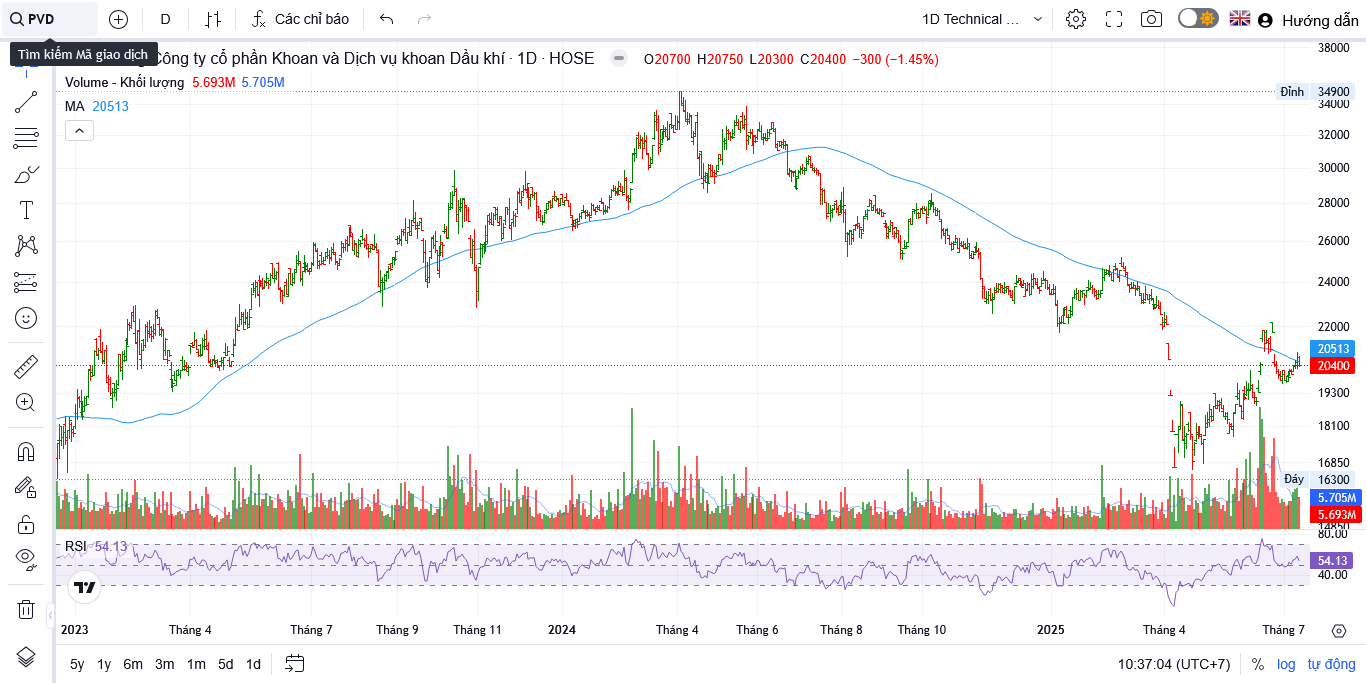 PVD
D
Các chỉ báo
1D Technical ...
Hướng dẫn
Tìm kiếm Mã giao dịch
Công ty cổ phần Khoan và Dịch vụ khoan Dầu khí · 1D · HOSE
O20700 H20750 L20300 C20400 −300 (−1.45%)
Volume - Khối lượng 5.693M 5.705M
MA 20513
38000
Đỉnh 34900
34000
32000
30000
28000
26000
24000
22000
20513
20400
19300
18100
16850
Đáy 16300
5.705M
5.693M
14850
RSI 54.13
80.00
54.13
40.00
2023 Tháng 4 Tháng 7 Tháng 9 Tháng 11 2024 Tháng 4 Tháng 6 Tháng 8 Tháng 10 2025 Tháng 4 Tháng 7
5y 1y 6m 3m 1m 5d 1d
10:37:04 (UTC+7) % log tự động